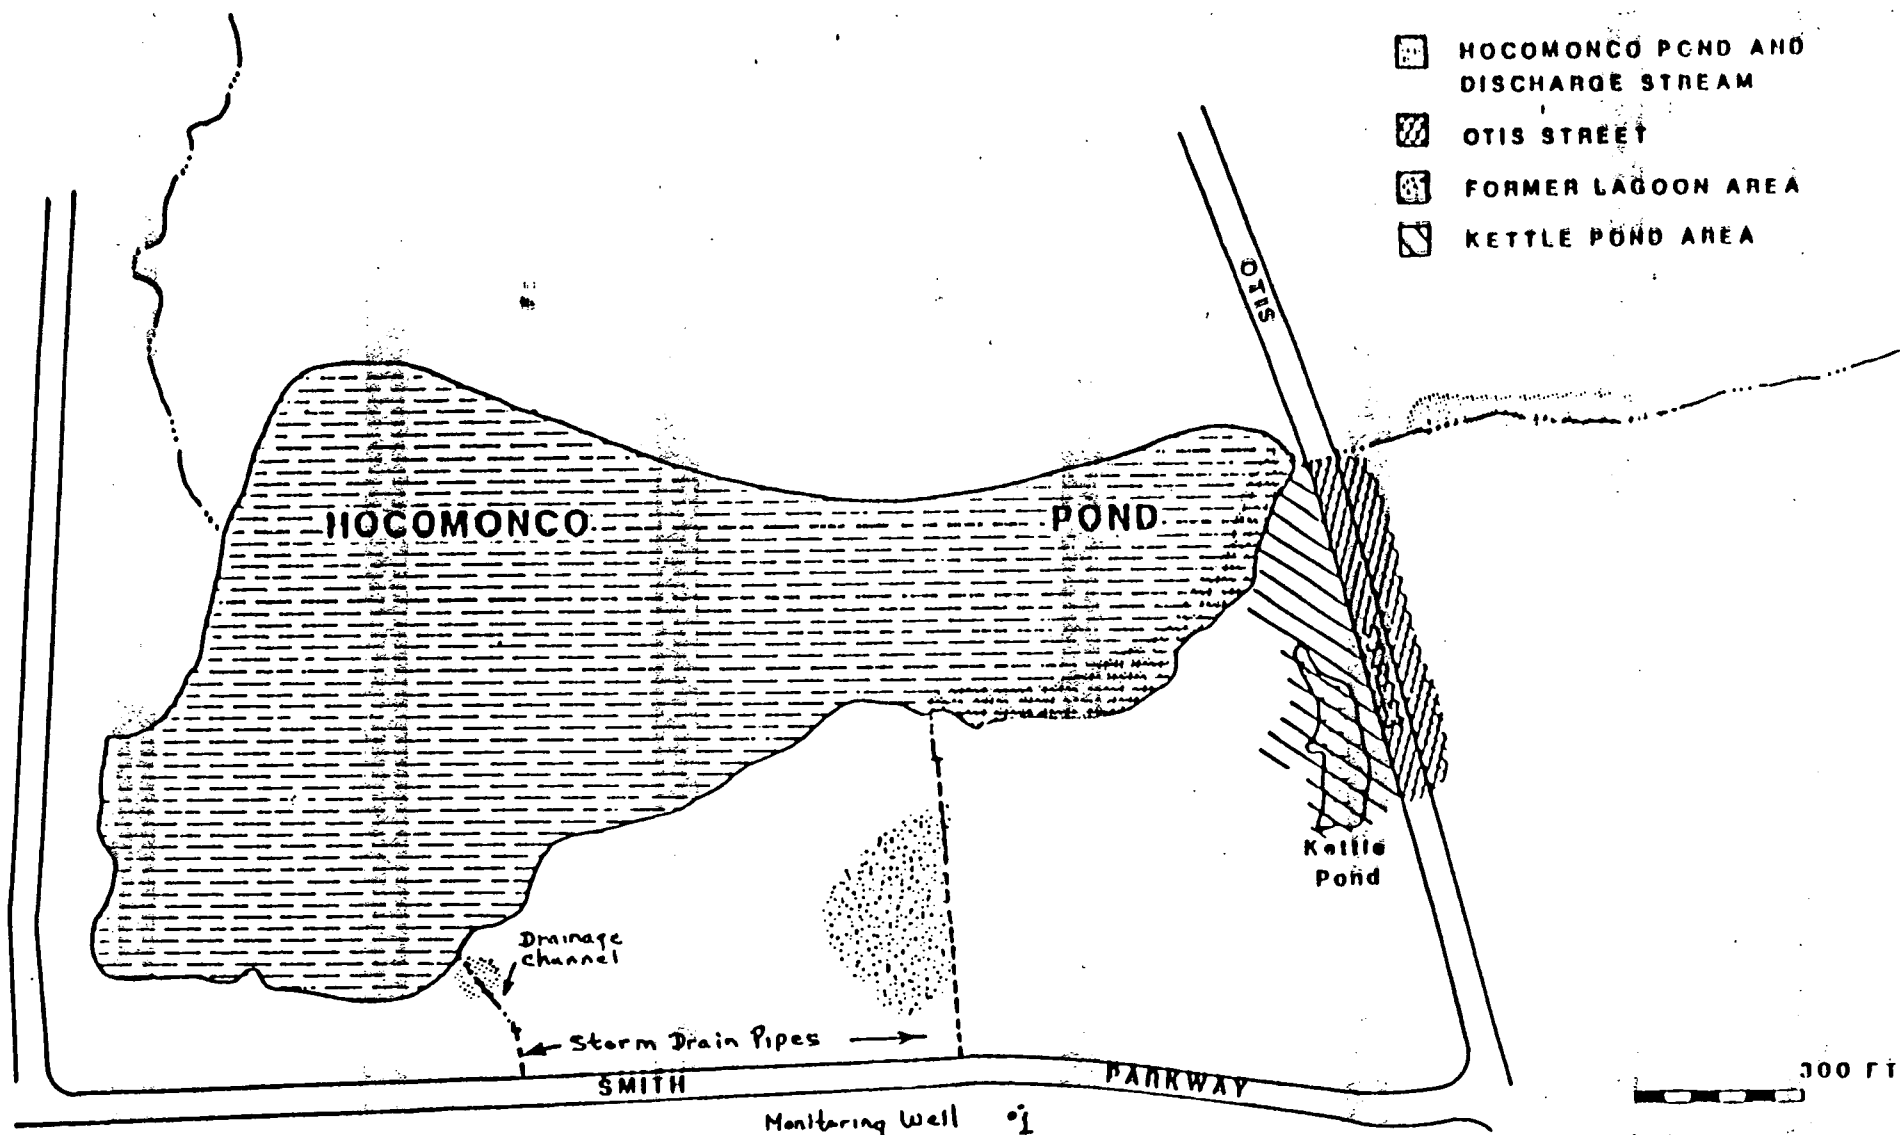 HOCOMONCO POND AND
DISCHARGE STREAM
OTIS STREET
FORMER LAGOON AREA
KETTLE POND AREA
OTIS
HOCOMONCO POND
Kettle
Pond
Drainage
channel
Storm Drain Pipes
SMITH PARKWAY
300 FT
Monitoring Well 1